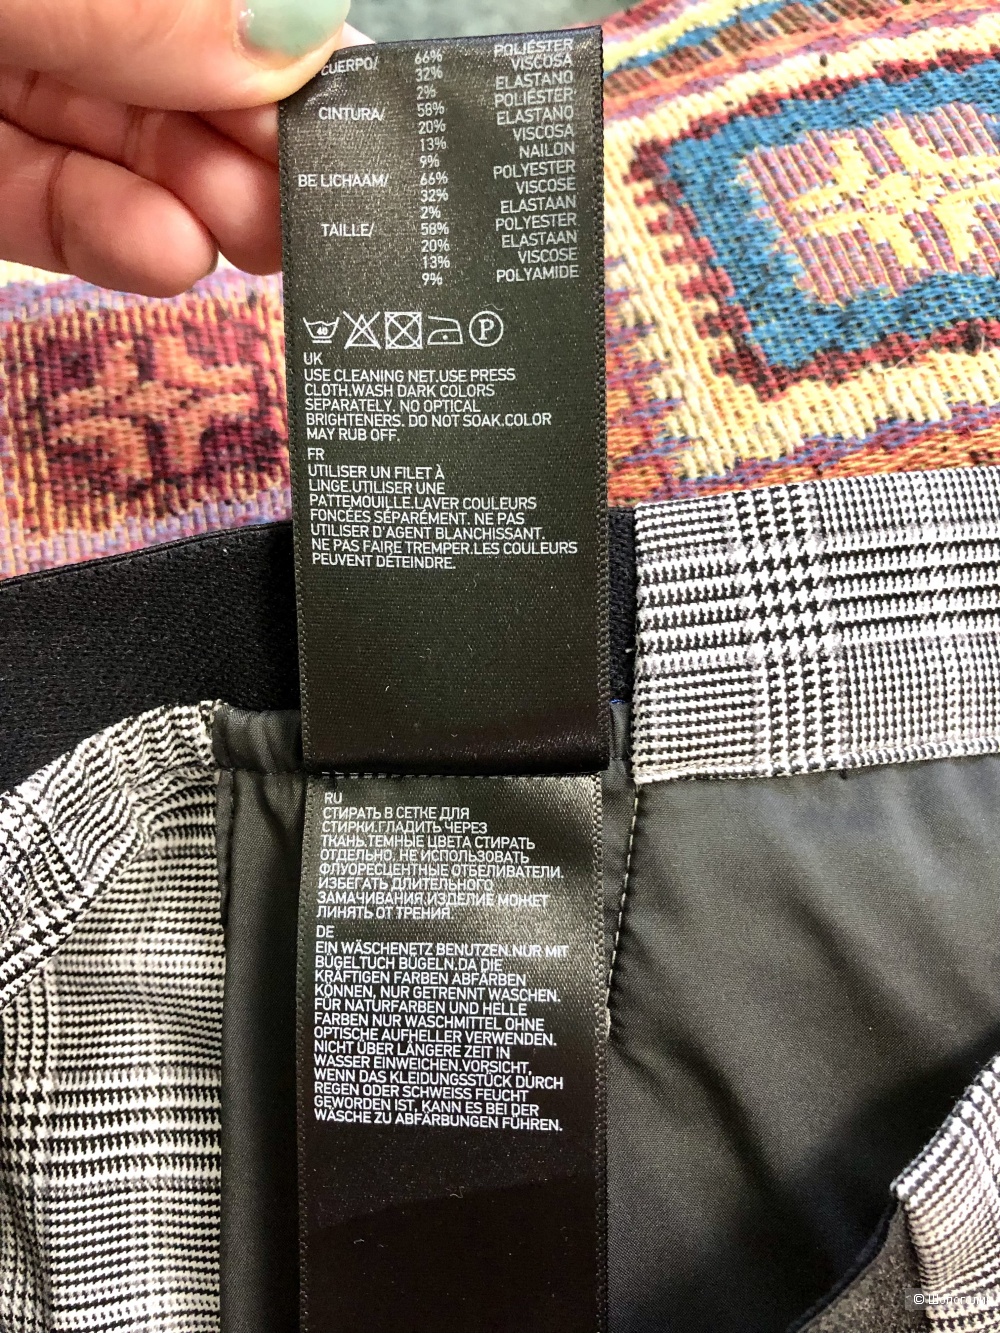 CUERPO/ 66% POLIÉSTER
32% VISCOSA
2% ELASTANO
CINTURA/ 58% POLIÉSTER
20% ELASTANO
13% VISCOSA
9% NAILON
BE LICHAAM/ 66% POLYESTER
32% VISCOSE
2% ELASTAAN
TAILLE/ 58% POLYESTER
20% ELASTAAN
13% VISCOSE
9% POLYAMIDE
40 P
UK
USE CLEANING NET.USE PRESS
CLOTH.WASH DARK COLORS
SEPARATELY. NO OPTICAL
BRIGHTENERS. DO NOT SOAK.COLOR
MAY RUB OFF.
FR
UTILISER UN FILET À
LINGE.UTILISER UNE
PATTEMOUILLE.LAVER COULEURS
FONCÉES SÉPARÉMENT. NE PAS
UTILISER D'AGENT BLANCHISSANT.
NE PAS FAIRE TREMPER.LES COULEURS
PEUVENT DÉTEINDRE.
RU
СТИРАТЬ В СЕТКЕ ДЛЯ
СТИРКИ.ГЛАДИТЬ ЧЕРЕЗ
ТКАНЬ.ТЕМНЫЕ ЦВЕТА СТИРАТЬ
ОТДЕЛЬНО. НЕ ИСПОЛЬЗОВАТЬ
ФЛУОРЕСЦЕНТНЫЕ ОТБЕЛИВАТЕЛИ.
ИЗБЕГАТЬ ДЛИТЕЛЬНОГО
ЗАМАЧИВАНИЯ.ИЗДЕЛИЕ МОЖЕТ
ЛИНЯТЬ ОТ ТРЕНИЯ.
DE
EIN WÄSCHENETZ BENUTZEN.NUR MIT
BÜGELTUCH BÜGELN.DA DIE
KRÄFTIGEN FARBEN ABFÄRBEN
KÖNNEN, NUR GETRENNT WASCHEN.
FÜR NATURFARBEN UND HELLE
FARBEN NUR WASCHMITTEL OHNE
OPTISCHE AUFHELLER VERWENDEN.
NICHT ÜBER LÄNGERE ZEIT IN
WASSER EINWEICHEN.VORSICHT,
WENN DAS KLEIDUNGSSTÜCK DURCH
REGEN ODER SCHWEISS FEUCHT
GEWORDEN IST, KANN ES BEI DER
WÄSCHE ZU ABFÄRBUNGEN FÜHREN.